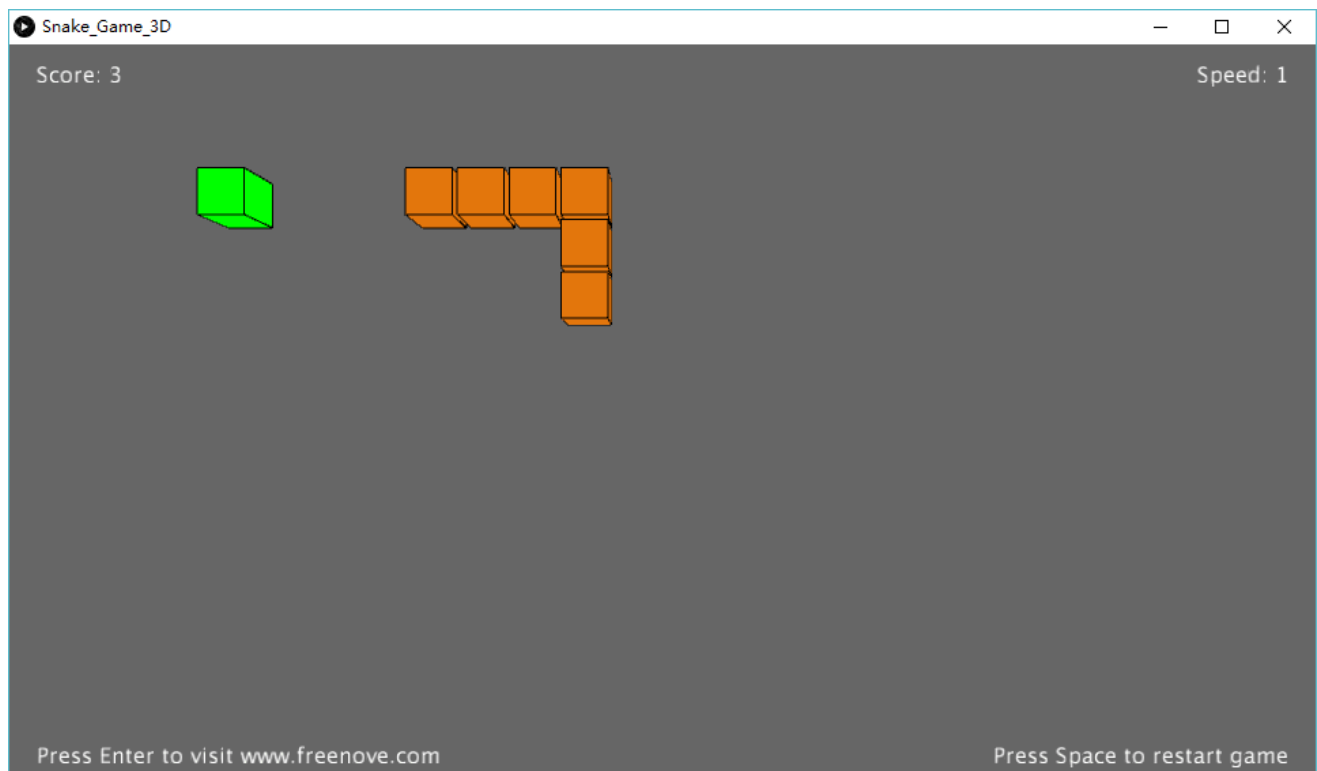 Snake_Game_3D
Score: 3
Speed: 1
Press Enter to visit www.freenove.com
Press Space to restart game